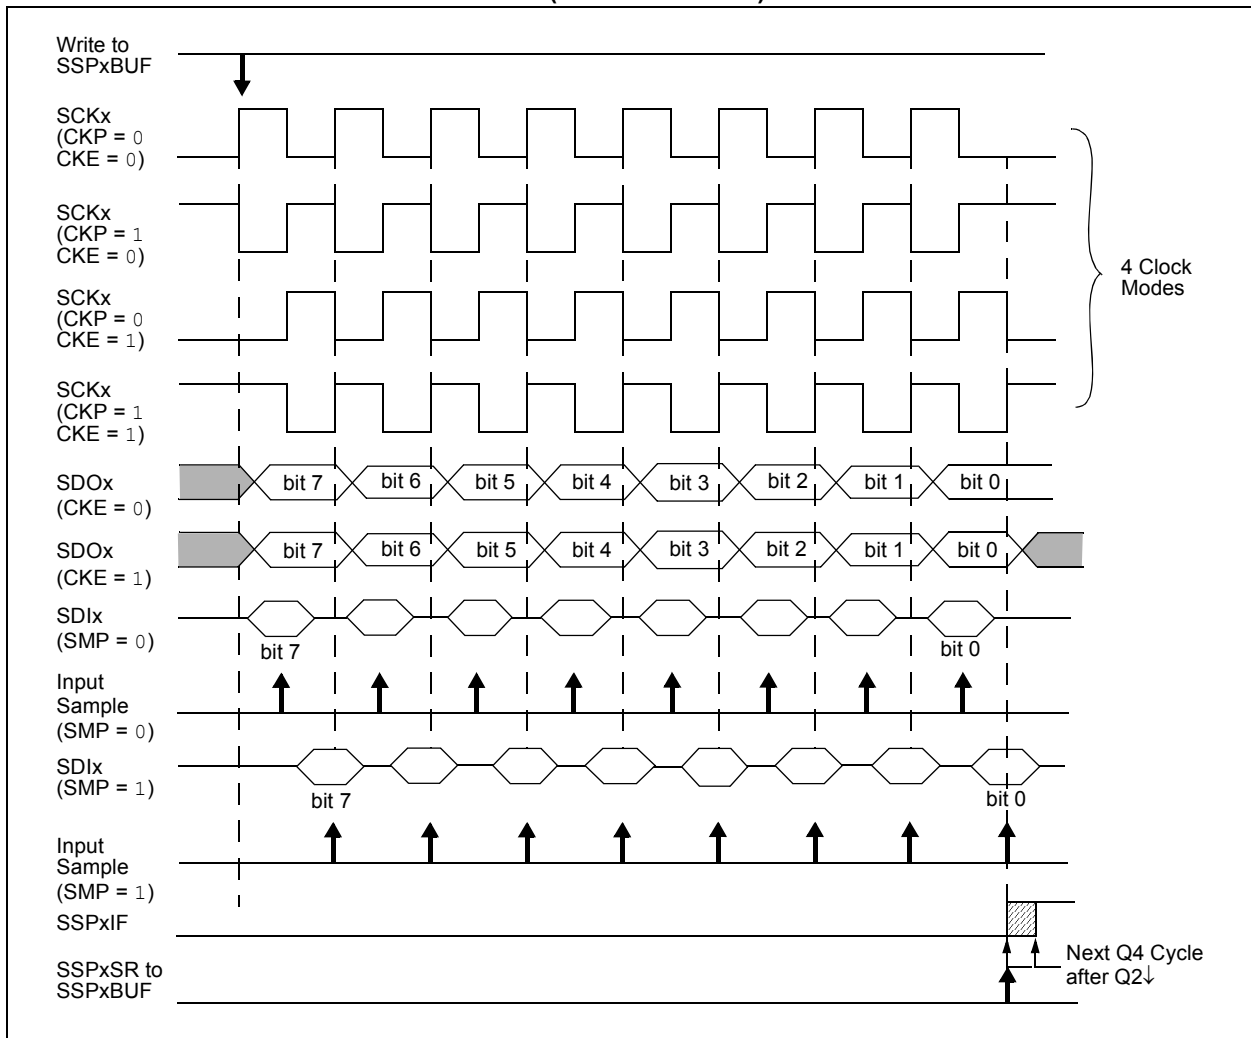 Write to
SSPxBUF
SCKx
(CKP = 0
CKE = 0)
SCKx
(CKP = 1
CKE = 0)
SCKx
(CKP = 0
CKE = 1)
SCKx
(CKP = 1
CKE = 1)
4 Clock
Modes
SDOx
(CKE = 0)
bit 7 bit 6 bit 5 bit 4 bit 3 bit 2 bit 1 bit 0
SDOx
(CKE = 1)
bit 7 bit 6 bit 5 bit 4 bit 3 bit 2 bit 1 bit 0
SDIx
(SMP = 0)
bit 7 bit 0
Input
Sample
(SMP = 0)
SDIx
(SMP = 1)
bit 7 bit 0
Input
Sample
(SMP = 1)
SSPxIF
SSPxSR to
SSPxBUF
Next Q4 Cycle
after Q2↓